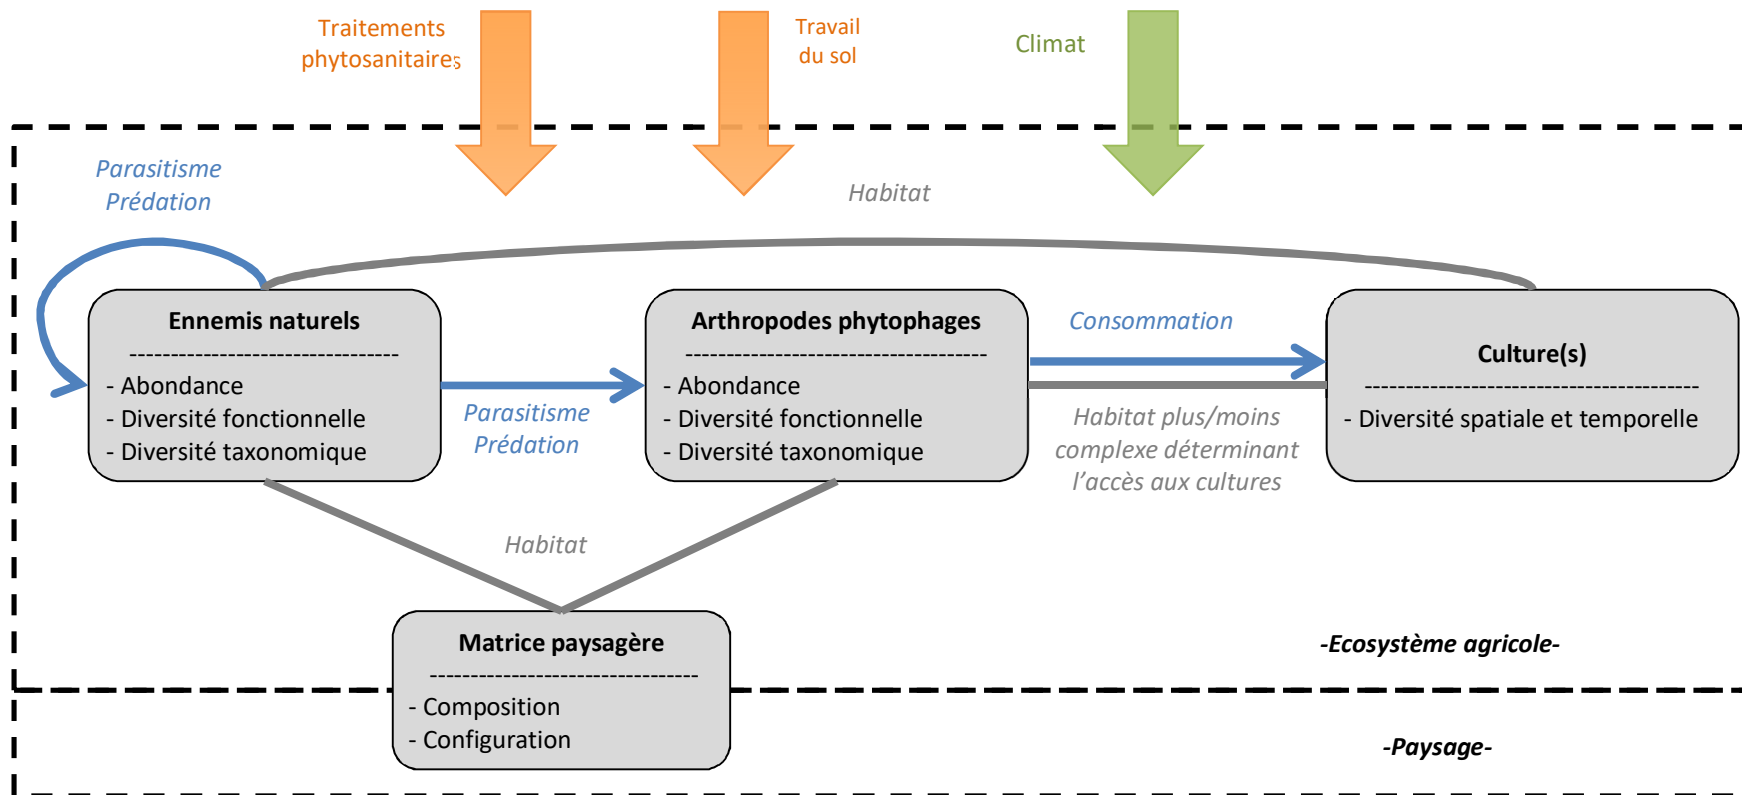 Traitements
phytosanitaires
Travail
du sol
Climat
Parasitisme
Prédation
Habitat
Ennemis naturels
---------------------------------
- Abondance
- Diversité fonctionnelle
- Diversité taxonomique
Parasitisme
Prédation
Arthropodes phytophages
-------------------------------------
- Abondance
- Diversité fonctionnelle
- Diversité taxonomique
Consommation
Habitat plus/moins
complexe déterminant
l’accès aux cultures
Culture(s)
-----------------------------------------
- Diversité spatiale et temporelle
Habitat
Matrice paysagère
---------------------------------
- Composition
- Configuration
-Ecosystème agricole-
-Paysage-